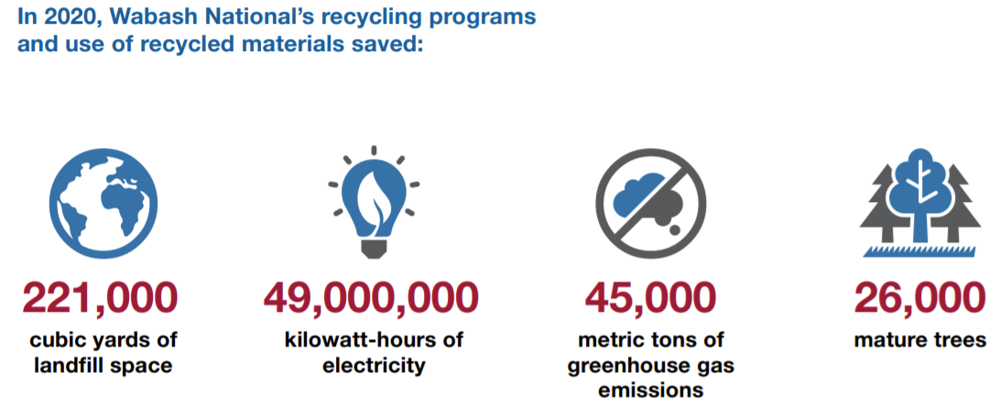 In 2020, Wabash National’s recycling programs
and use of recycled materials saved:
221,000
cubic yards of
landfill space
49,000,000
kilowatt-hours of
electricity
45,000
metric tons of
greenhouse gas
emissions
26,000
mature trees